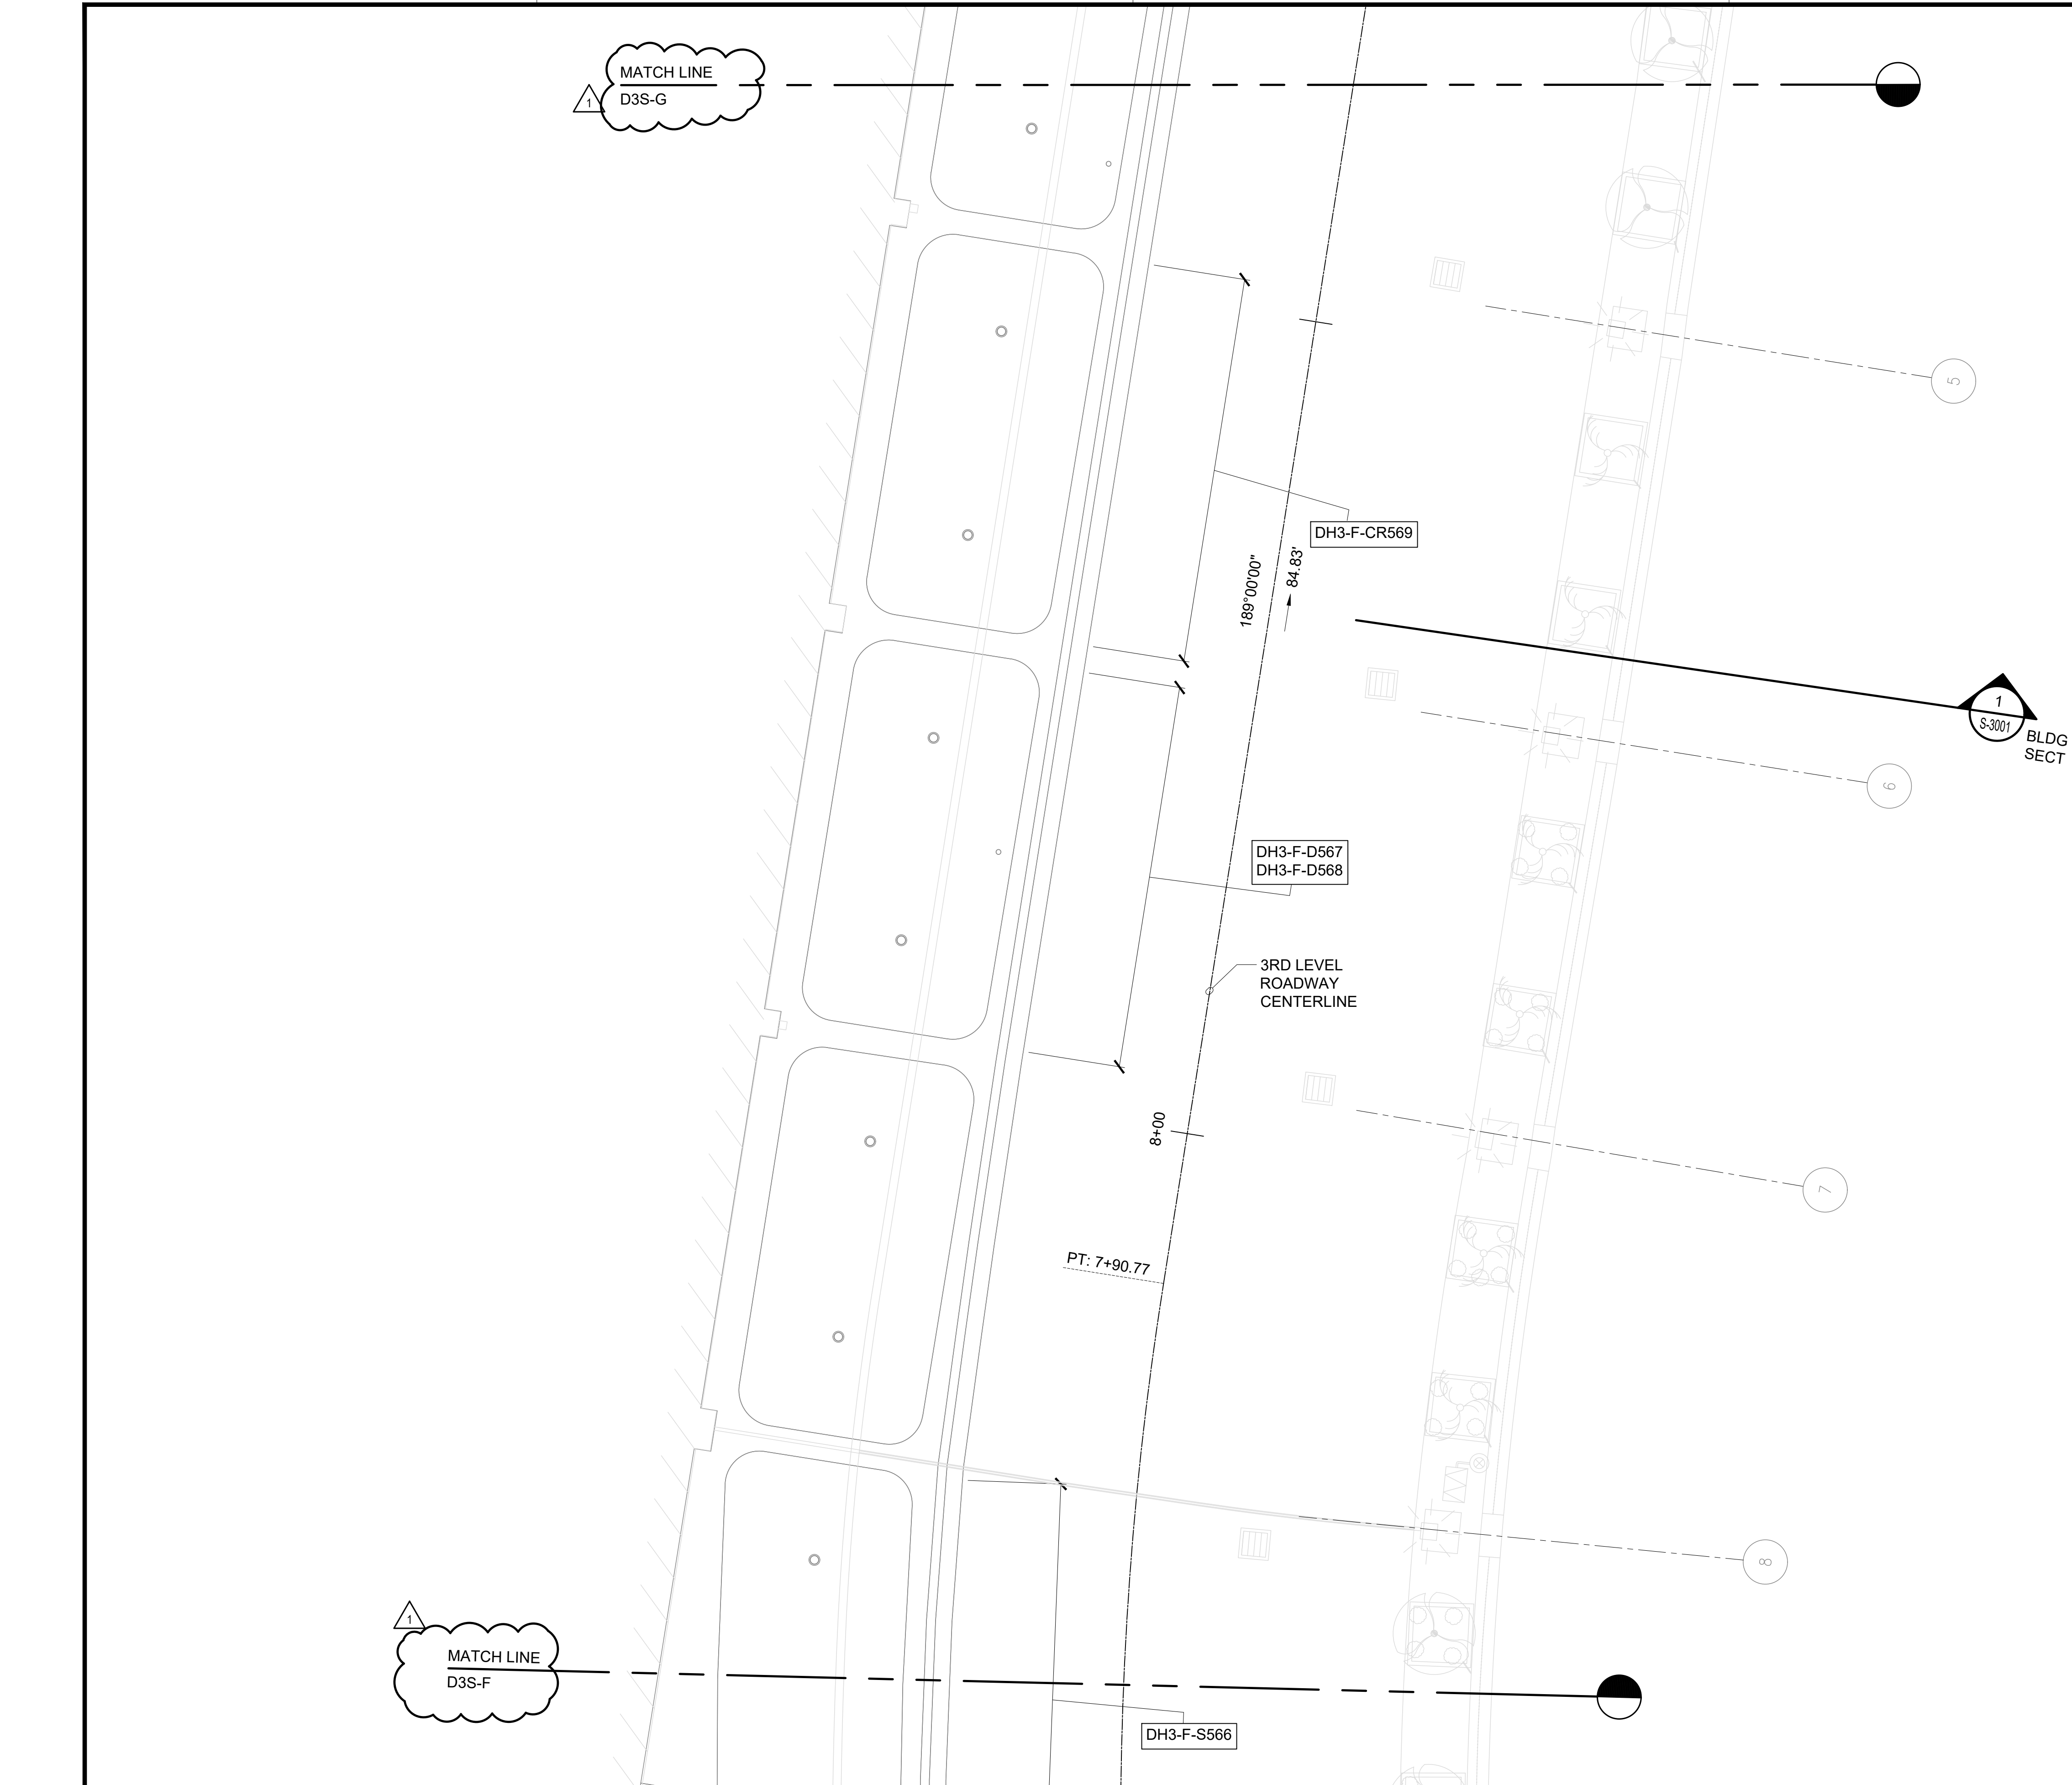 MATCH LINE
D3S-G
1
5
DH3-F-CR569
189°00'00"
84.83'
1
S-3001
BLDG
SECT
6
DH3-F-D567
DH3-F-D568
3RD LEVEL
ROADWAY
CENTERLINE
8+00
7
PT: 7+90.77
8
1
MATCH LINE
D3S-F
DH3-F-S566